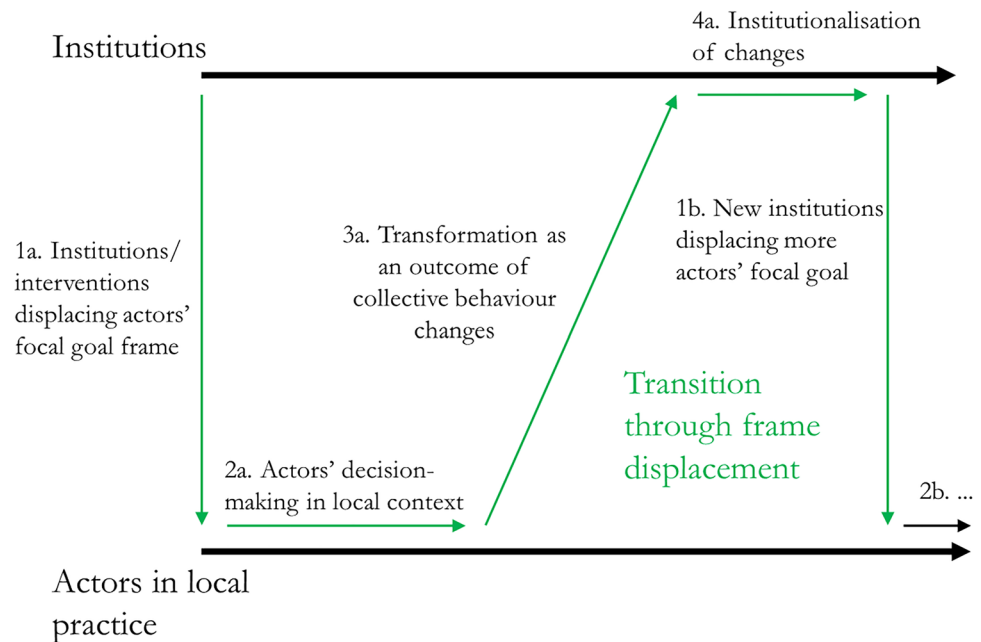 Institutions
4a. Institutionalisation
of changes
1a. Institutions/
interventions
displacing actors’
focal goal frame
3a. Transformation as
an outcome of
collective behaviour
changes
1b. New institutions
displacing more
actors’ focal goal
Transition
through frame
displacement
2a. Actors’ decision-
making in local context
2b. ...
Actors in local
practice